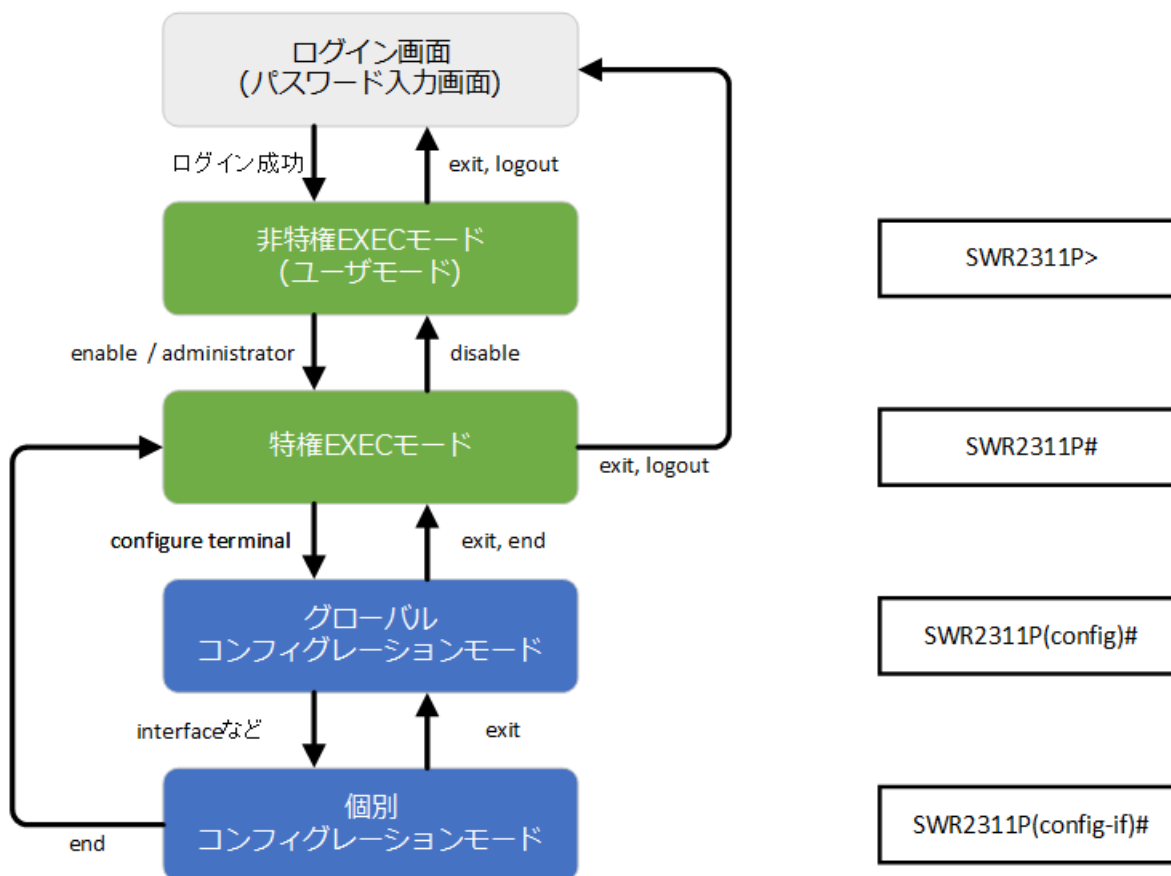 ログイン画面
(パスワード入力画面)
ログイン成功
exit, logout
非特権EXECモード
(ユーザモード)
SWR2311P>
enable / administrator
disable
特権EXECモード
SWR2311P#
exit, logout
configure terminal
exit, end
グローバル
コンフィグレーションモード
SWR2311P(config)#
interfaceなど
exit
個別
コンフィグレーションモード
SWR2311P(config-if)#
end